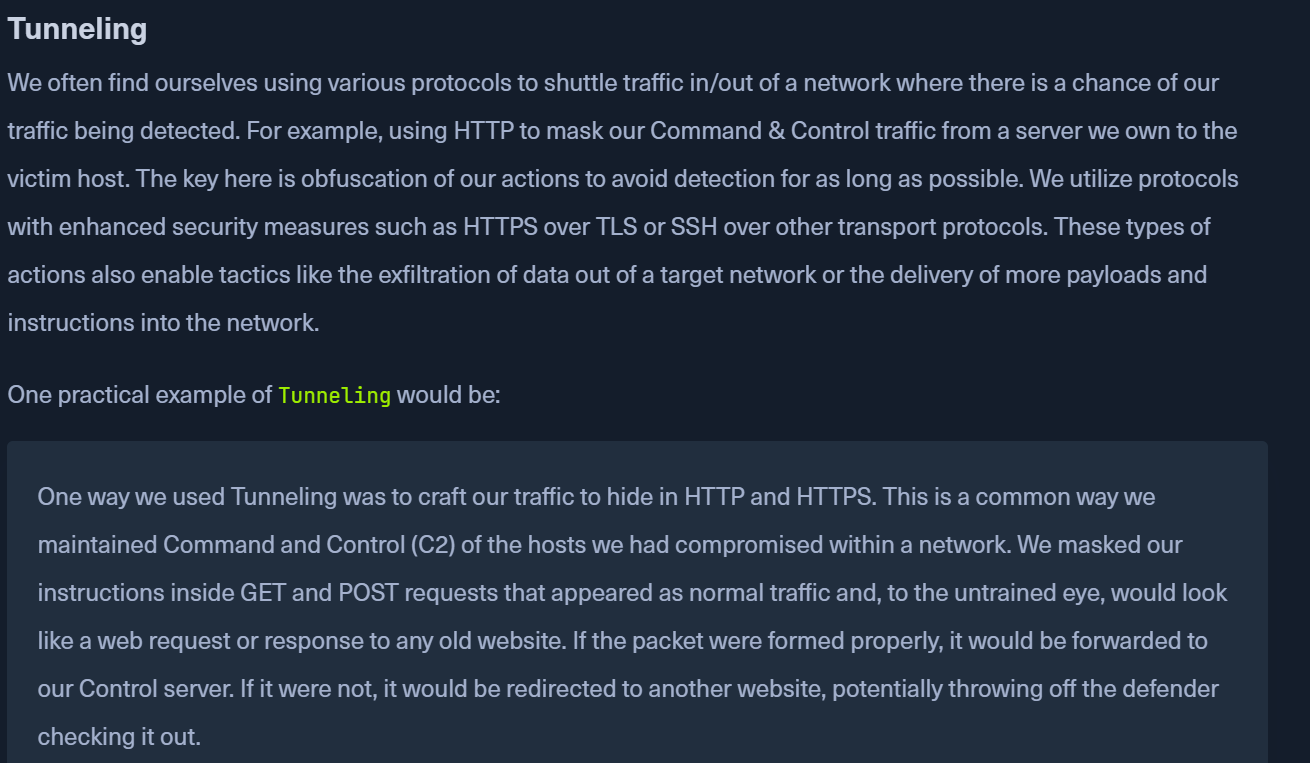 Tunneling
We often find ourselves using various protocols to shuttle traffic in/out of a network where there is a chance of our
traffic being detected. For example, using HTTP to mask our Command & Control traffic from a server we own to the
victim host. The key here is obfuscation of our actions to avoid detection for as long as possible. We utilize protocols
with enhanced security measures such as HTTPS over TLS or SSH over other transport protocols. These types of
actions also enable tactics like the exfiltration of data out of a target network or the delivery of more payloads and
instructions into the network.
One practical example of Tunneling would be:
One way we used Tunneling was to craft our traffic to hide in HTTP and HTTPS. This is a common way we
maintained Command and Control (C2) of the hosts we had compromised within a network. We masked our
instructions inside GET and POST requests that appeared as normal traffic and, to the untrained eye, would look
like a web request or response to any old website. If the packet were formed properly, it would be forwarded to
our Control server. If it were not, it would be redirected to another website, potentially throwing off the defender
checking it out.